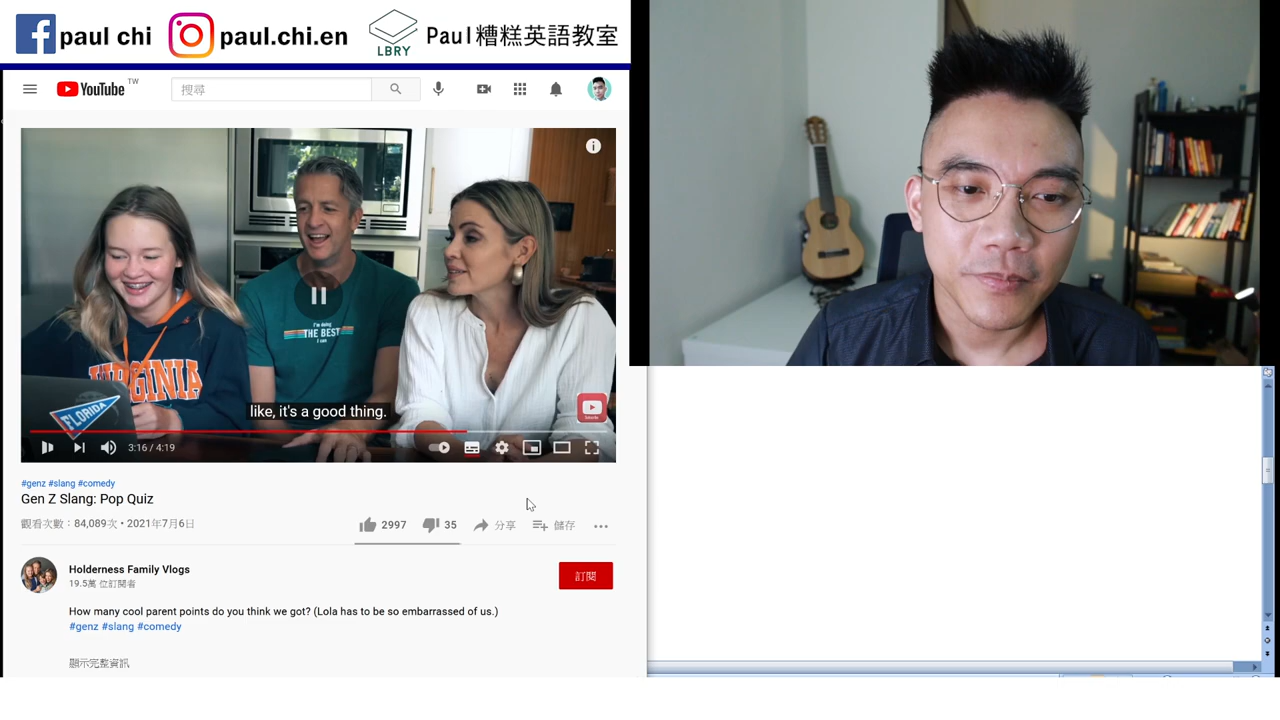 paul chi
paul.chi.en
LBRY
Paul糟糕英語教室
YouTube TW
搜尋
I'm doing
THE BEST
I can
VIRGINIA
FLORIDA
like, it's a good thing.
3:16 / 4:19
#genz #slang #comedy
Gen Z Slang: Pop Quiz
觀看次數：84,089次 • 2021年7月6日
2997
35
分享
儲存
Holderness Family Vlogs
19.5萬 位訂閱者
訂閱
How many cool parent points do you think we got? (Lola has to be so embarrassed of us.)
#genz #slang #comedy
顯示完整資訊